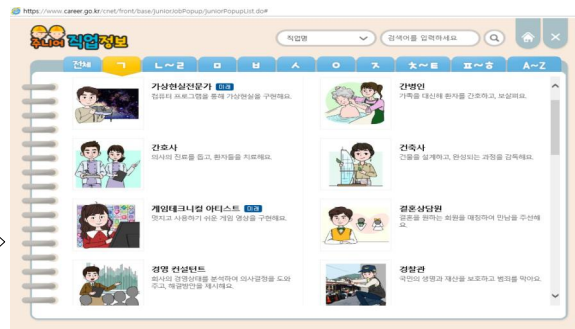 https://www.career.go.kr/cnet/front/base/juniorJobPopup/juniorPopupList.do#
주니어 직업정보
직업명
검색어를 입력하세요
전체 ㄱ ㄴ~ㄹ ㅁ ㅂ ㅅ ㅇ ㅈ ㅊ~ㅌ ㅍ~ㅎ A~Z
가상현실전문가 미래
컴퓨터 프로그램을 통해 가상현실을 구현해요.
간병인
가족을 대신해 환자를 간호하고, 보살펴요.
간호사
의사의 진료를 돕고, 환자들을 치료해요.
건축사
건물을 설계하고, 완성되는 과정을 감독해요.
게임테크니컬 아티스트 미래
멋지고 사용하기 쉬운 게임 영상을 구현해요.
결혼상담원
결혼을 원하는 회원을 매칭하여 만남을 주선해
요.
경영 컨설턴트
회사의 경영상태를 분석하여 의사결정을 도와
주고, 해결방안을 제시해요.
경찰관
국민의 생명과 재산을 보호하고 범죄를 막아요.